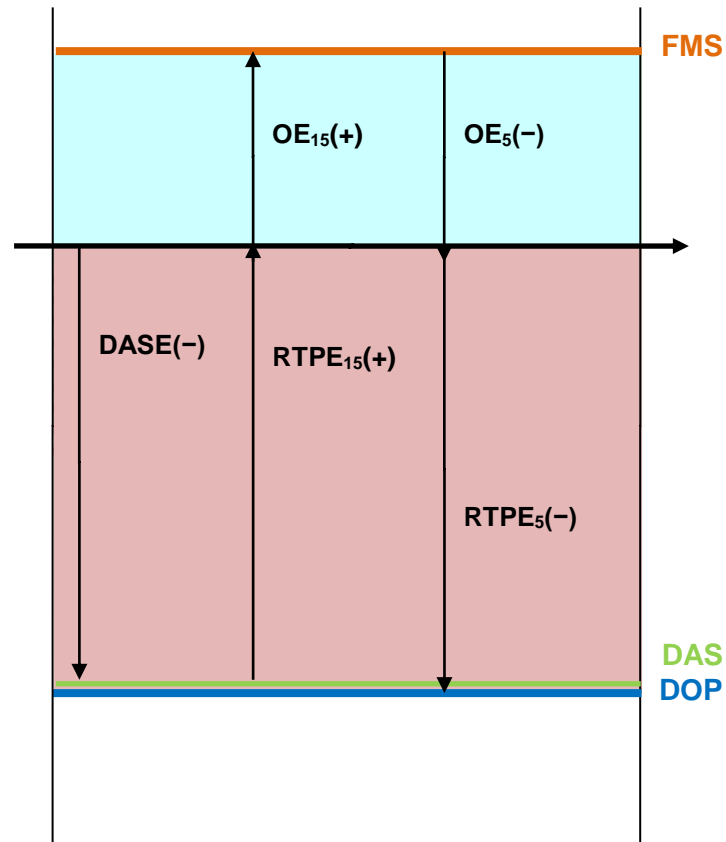 FMS
OE₁₅(+)
OE₅(−)
DASE(−)
RTPE₁₅(+)
RTPE₅(−)
DAS
DOP